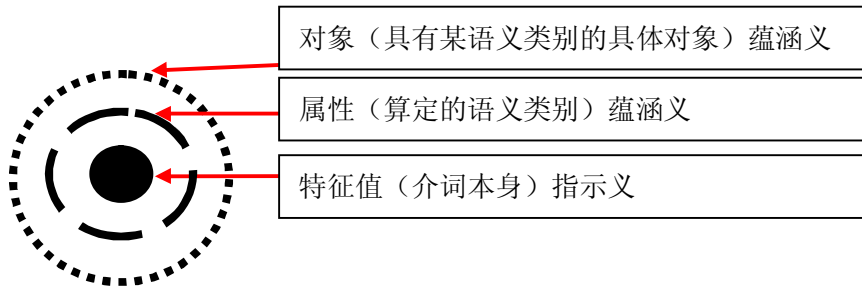 对象（具有某语义类别的具体对象）蕴涵义
属性（算定的语义类别）蕴涵义
特征值（介词本身）指示义